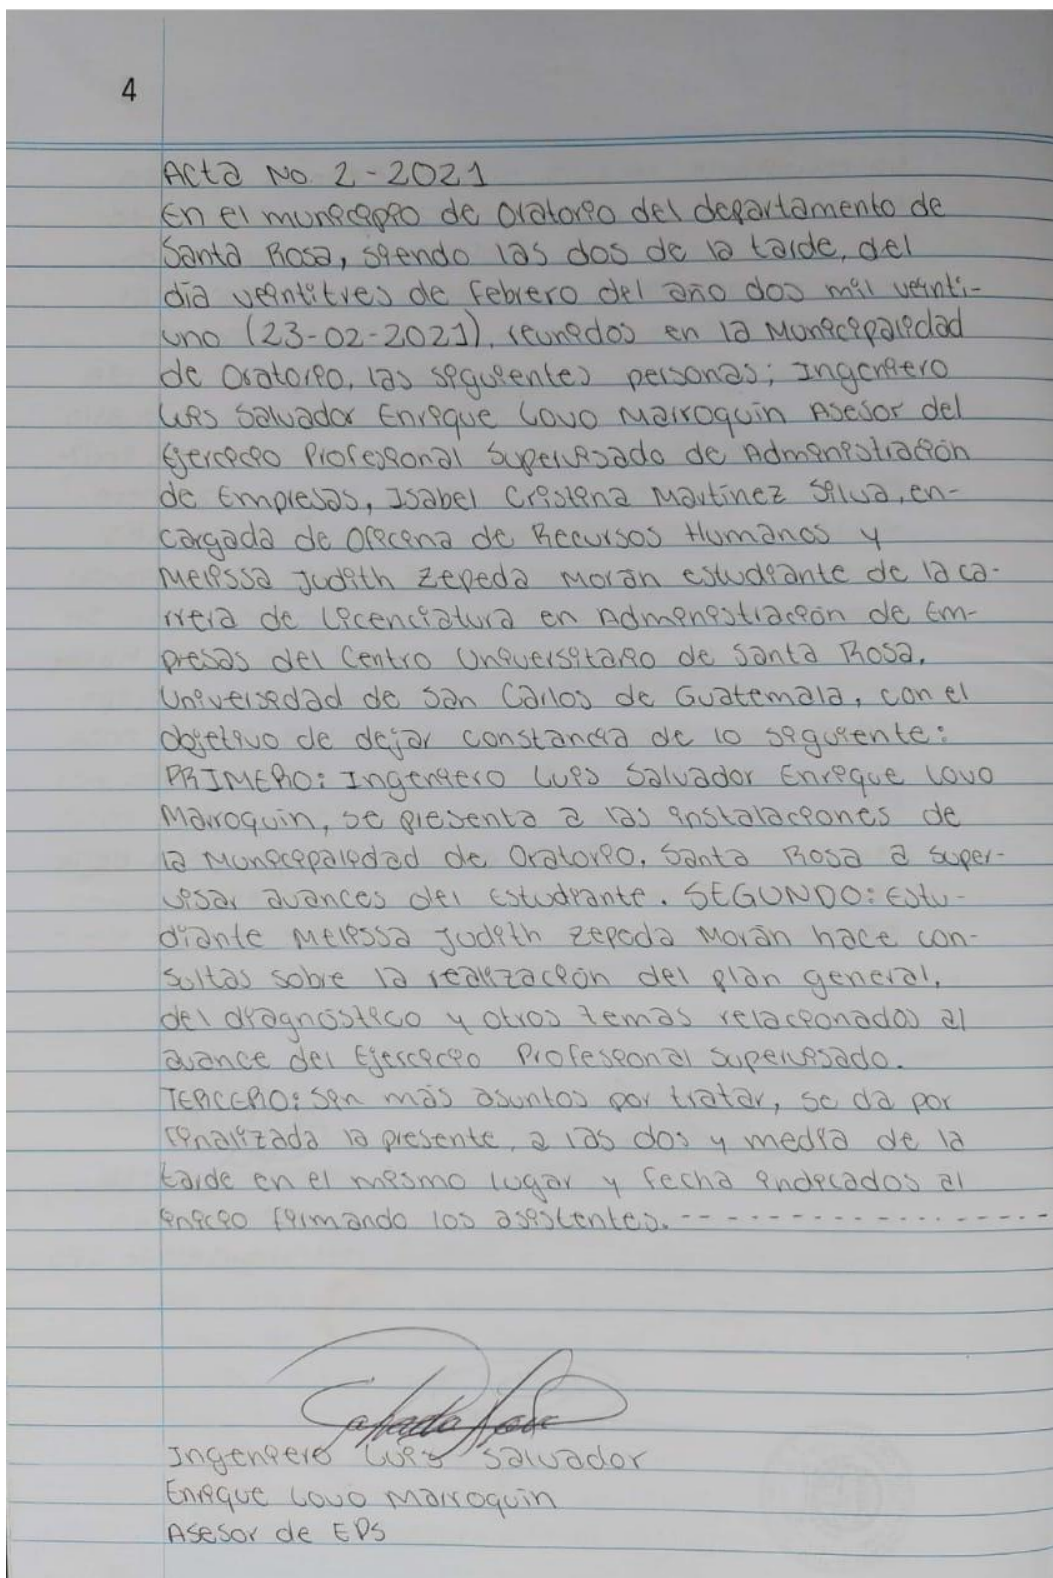 4
Acta No. 2-2021
En el municipio de Oratorio del departamento de
Santa Rosa, siendo las dos de la tarde, del
día veintitres de febrero del año dos mil veinti-
uno (23-02-2021), reunidos en la Municipalidad
de Oratorio, las siguientes personas; Ingeniero
Luis Salvador Enrique Lovo Marroquin Asesor del
Ejercicio Profesional Supervisado de Administración
de Empresas, Isabel Cristina Martínez Silva, en-
cargada de Oficina de Recursos Humanos y
Melissa Judith Zepeda Morán estudiante de la ca-
rrera de Licenciatura en Administración de Em-
presas del Centro Universitario de Santa Rosa,
Universidad de San Carlos de Guatemala, con el
objetivo de dejar constancia de lo siguiente:
PRIMERO: Ingeniero Luis Salvador Enrique Lovo
Marroquin, se presenta a las instalaciones de
la Municipalidad de Oratorio, Santa Rosa a super-
visar avances del Estudiante. SEGUNDO: Estu-
diante Melissa Judith Zepeda Morán hace con-
sultas sobre la realización del plan general,
del diagnóstico y otros temas relacionados al
avance del Ejercicio Profesional Supervisado.
TERCERO: Sin más asuntos por tratar, se da por
finalizada la presente, a las dos y media de la
tarde en el mismo lugar y fecha indicados al
inicio firmando los asistentes. - - - - - - - - - - - - - - - - - -
Ingeniero Luis Salvador
Enrique Lovo Marroquin
Asesor de EPS